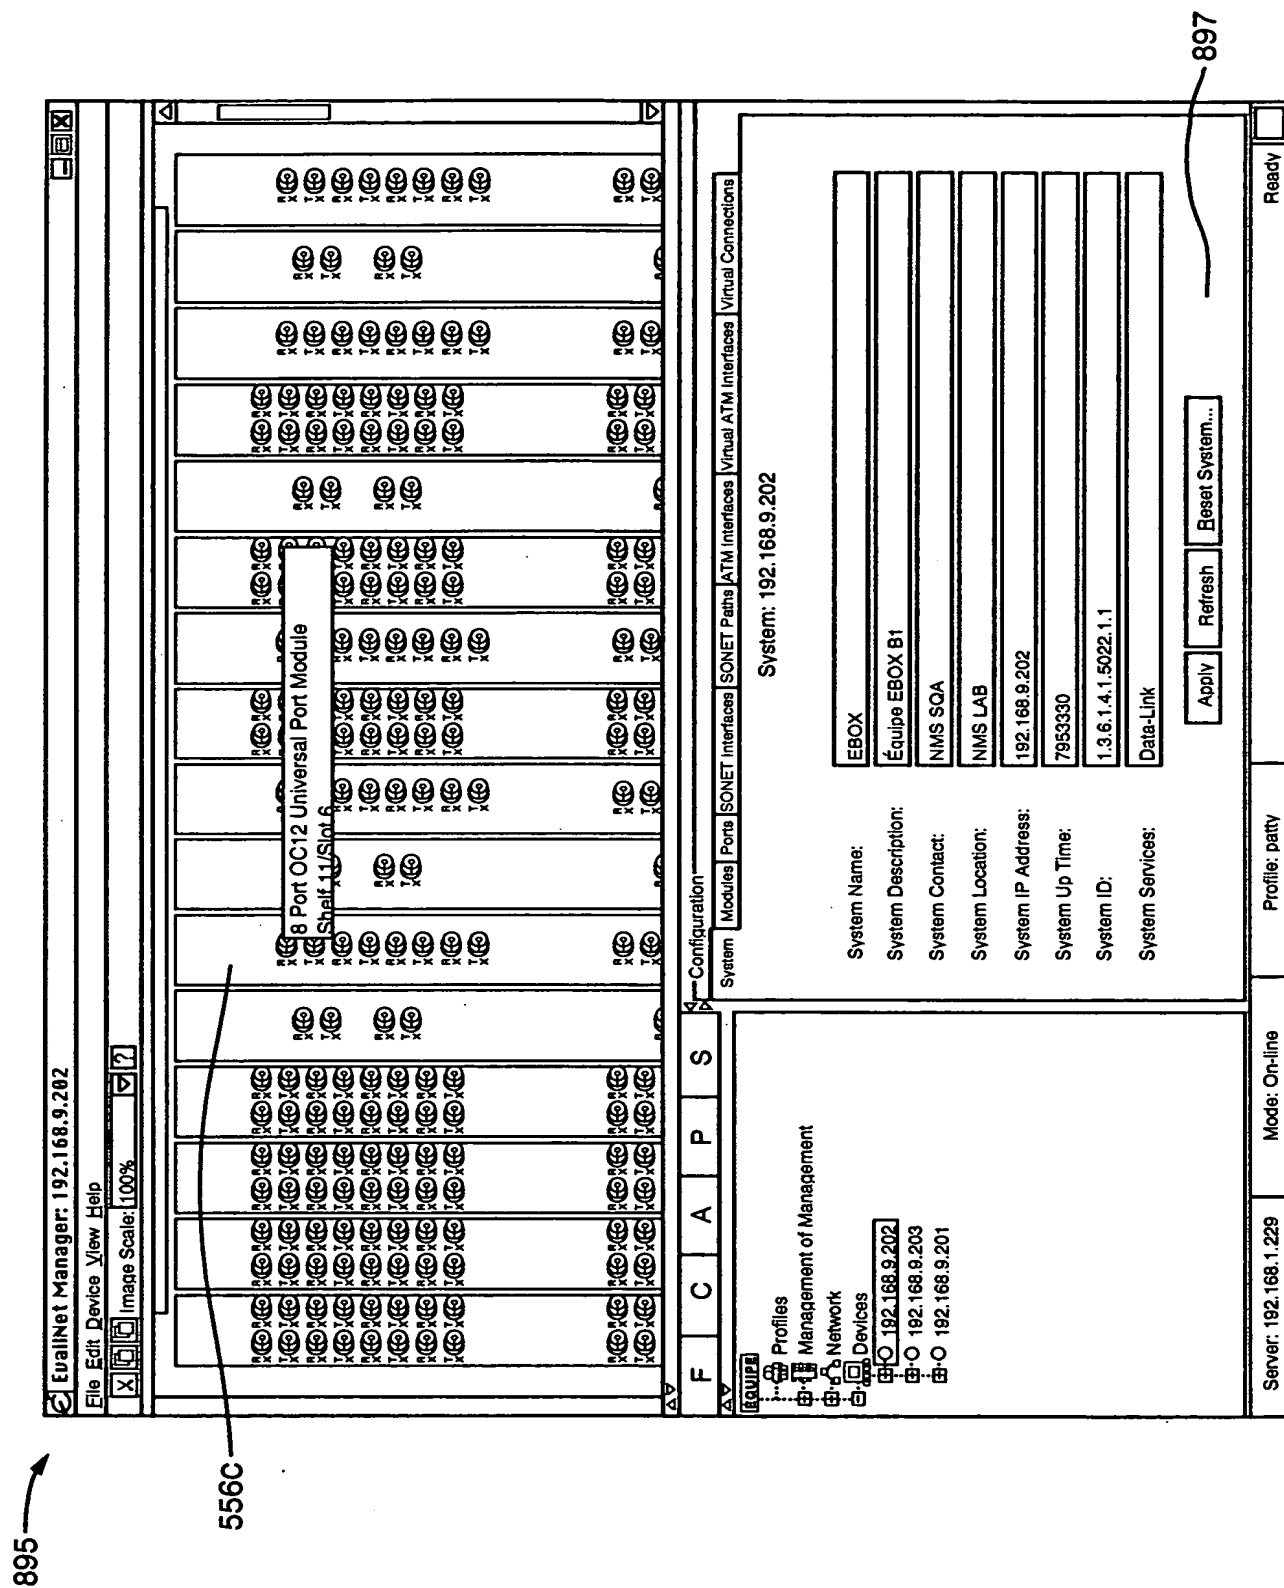 895
EvaliNet Manager: 192.168.9.202
File Edit Device View Help
Image Scale: 100% ?
556C
8 Port OC12 Universal Port Module
Shelf 11/Slot 6
F C A P S
EQUIPE
Profiles
Management of Management
Network
Devices
192.168.9.202
192.168.9.203
192.168.9.201
Configuration
System Modules Ports SONET Interfaces SONET Paths ATM Interfaces Virtual ATM Interfaces Virtual Connections
System: 192.168.9.202
System Name: EBOX
System Description: Équipe EBOX B1
System Contact: NMS SQA
System Location: NMS LAB
System IP Address: 192.168.9.202
System Up Time: 7953330
System ID: 1.3.6.1.4.1.5022.1.1
System Services: Data-Link
Apply Refresh Reset System...
897
Server: 192.168.1.229 Mode: On-line Profile: patty Ready